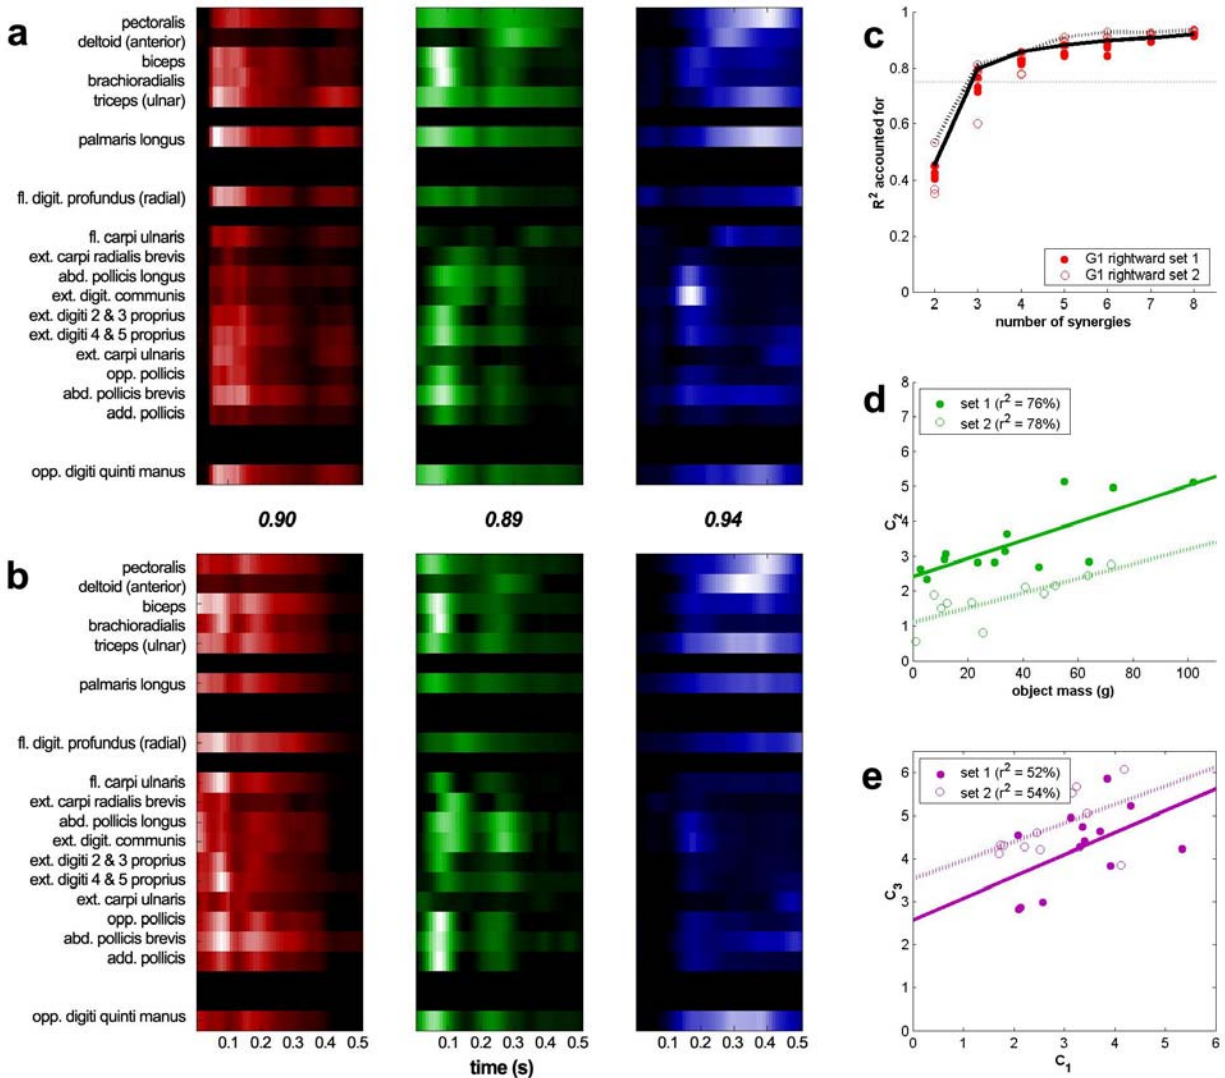 a
pectoralis
deltoid (anterior)
biceps
brachioradialis
triceps (ulnar)
palmaris longus
fl. digit. profundus (radial)
fl. carpi ulnaris
ext. carpi radialis brevis
abd. pollicis longus
ext. digit. communis
ext. digiti 2 & 3 proprius
ext. digiti 4 & 5 proprius
ext. carpi ulnaris
opp. pollicis
abd. pollicis brevis
add. pollicis
opp. digiti quinti manus
0.90 0.89 0.94
b
pectoralis
deltoid (anterior)
biceps
brachioradialis
triceps (ulnar)
palmaris longus
fl. digit. profundus (radial)
fl. carpi ulnaris
ext. carpi radialis brevis
abd. pollicis longus
ext. digit. communis
ext. digiti 2 & 3 proprius
ext. digiti 4 & 5 proprius
ext. carpi ulnaris
opp. pollicis
abd. pollicis brevis
add. pollicis
opp. digiti quinti manus
0.1 0.2 0.3 0.4 0.5 0.1 0.2 0.3 0.4 0.5 0.1 0.2 0.3 0.4 0.5
time (s)
c
1
0.8
0.6
0.4
0.2
0
R² accounted for
G1 rightward set 1
G1 rightward set 2
2 3 4 5 6 7 8
number of synergies
d
8
7
6
5
4
3
2
1
0
C₂
set 1 (r² = 76%)
set 2 (r² = 78%)
0 20 40 60 80 100
object mass (g)
e
6
5
4
3
2
1
0
C₃
set 1 (r² = 52%)
set 2 (r² = 54%)
0 1 2 3 4 5 6
C₁